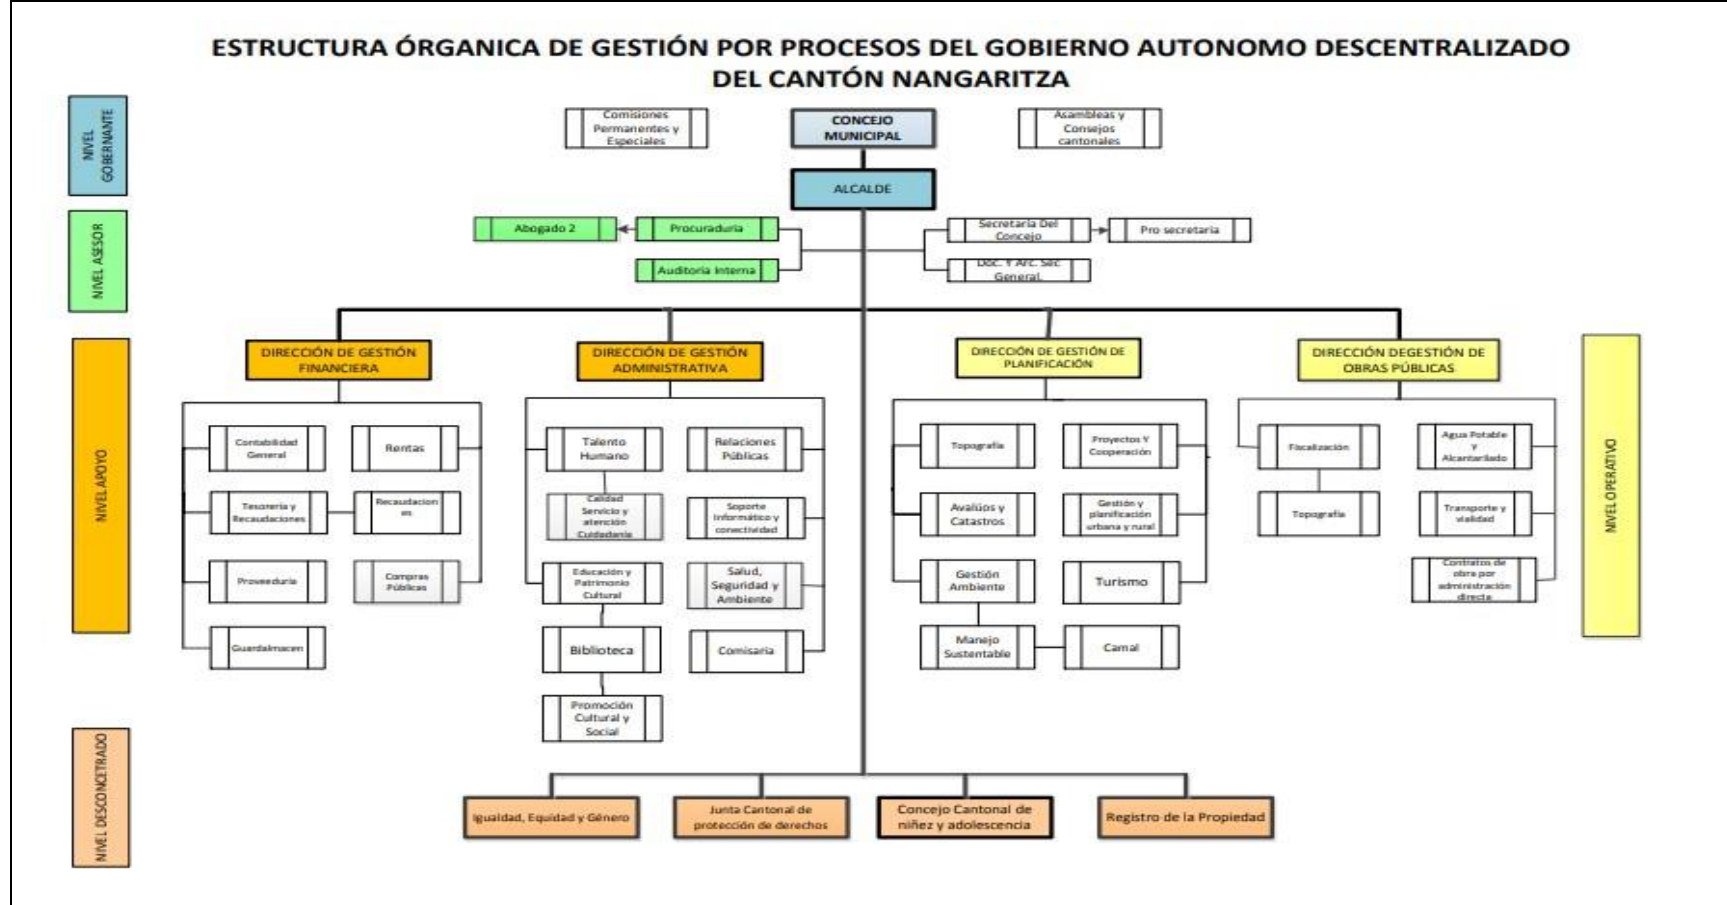 ESTRUCTURA ÓRGANICA DE GESTIÓN POR PROCESOS DEL GOBIERNO AUTONOMO DESCENTRALIZADO
DEL CANTÓN NANGARITZA
NIVEL
GOBERNANTE
Comisiones
Permanentes y
Especiales
CONCEJO
MUNICIPAL
Asambleas y
Consejos
cantonales
ALCALDE
NIVEL ASESOR
Abogado 2
Procuraduria
Secretaría Del
Concejo
Pro secretaria
Auditoria Interna
Doc. Y Arc. Sec
General.
NIVEL APOYO
DIRECCIÓN DE GESTIÓN
FINANCIERA
DIRECCIÓN DE GESTIÓN
ADMINISTRATIVA
DIRECCIÓN DE GESTIÓN DE
PLANIFICACIÓN
DIRECCIÓN DEGESTIÓN DE
OBRAS PÚBLICAS
NIVEL OPERATIVO
Contabilidad
General
Rentas
Tesorería y
Recaudaciones
Recaudacion
es
Proveeduria
Compras
Públicas
Guardalmacen
Talento
Humano
Relaciones
Públicas
Calidad
Servicio y
atención
Cuidadanía
Soporte
Informático y
conectividad
Educación y
Patrimonio
Cultural
Salud,
Seguridad y
Ambiente
Biblioteca
Comisaria
Promoción
Cultural y
Social
Topografía
Proyectos Y
Cooperación
Avalúos y
Catastros
Gestión y
planificación
urbana y rural
Gestión
Ambiente
Turismo
Manejo
Sustentable
Camal
Fiscalización
Agua Potable
y
Alcantarilado
Topografía
Transporte y
vialidad
Contratos de
obra por
administración
directa
NIVEL DESCONCETRADO
Igualdad, Equidad y Género
Junta Cantonal de
protección de derechos
Concejo Cantonal de
niñez y adolescencia
Registro de la Propiedad